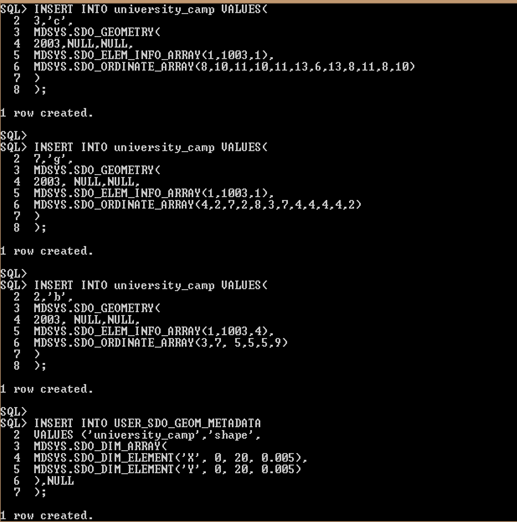 SQL> INSERT INTO university_camp VALUES(
2 3,'c',
3 MDSYS.SDO_GEOMETRY(
4 2003,NULL,NULL,
5 MDSYS.SDO_ELEM_INFO_ARRAY(1,1003,1),
6 MDSYS.SDO_ORDINATE_ARRAY(8,10,11,10,11,13,6,13,8,11,8,10)
7 )
8 );
1 row created.
SQL>
SQL> INSERT INTO university_camp VALUES(
2 7,'g',
3 MDSYS.SDO_GEOMETRY(
4 2003, NULL,NULL,
5 MDSYS.SDO_ELEM_INFO_ARRAY(1,1003,1),
6 MDSYS.SDO_ORDINATE_ARRAY(4,2,7,2,8,3,7,4,4,4,4,2)
7 )
8 );
1 row created.
SQL>
SQL> INSERT INTO university_camp VALUES(
2 2,'b',
3 MDSYS.SDO_GEOMETRY(
4 2003, NULL,NULL,
5 MDSYS.SDO_ELEM_INFO_ARRAY(1,1003,4),
6 MDSYS.SDO_ORDINATE_ARRAY(3,7, 5,5,5,9)
7 )
8 );
1 row created.
SQL>
SQL> INSERT INTO USER_SDO_GEOM_METADATA
2 VALUES ('university_camp','shape',
3 MDSYS.SDO_DIM_ARRAY(
4 MDSYS.SDO_DIM_ELEMENT('X', 0, 20, 0.005),
5 MDSYS.SDO_DIM_ELEMENT('Y', 0, 20, 0.005)
6 ),NULL
7 );
1 row created.